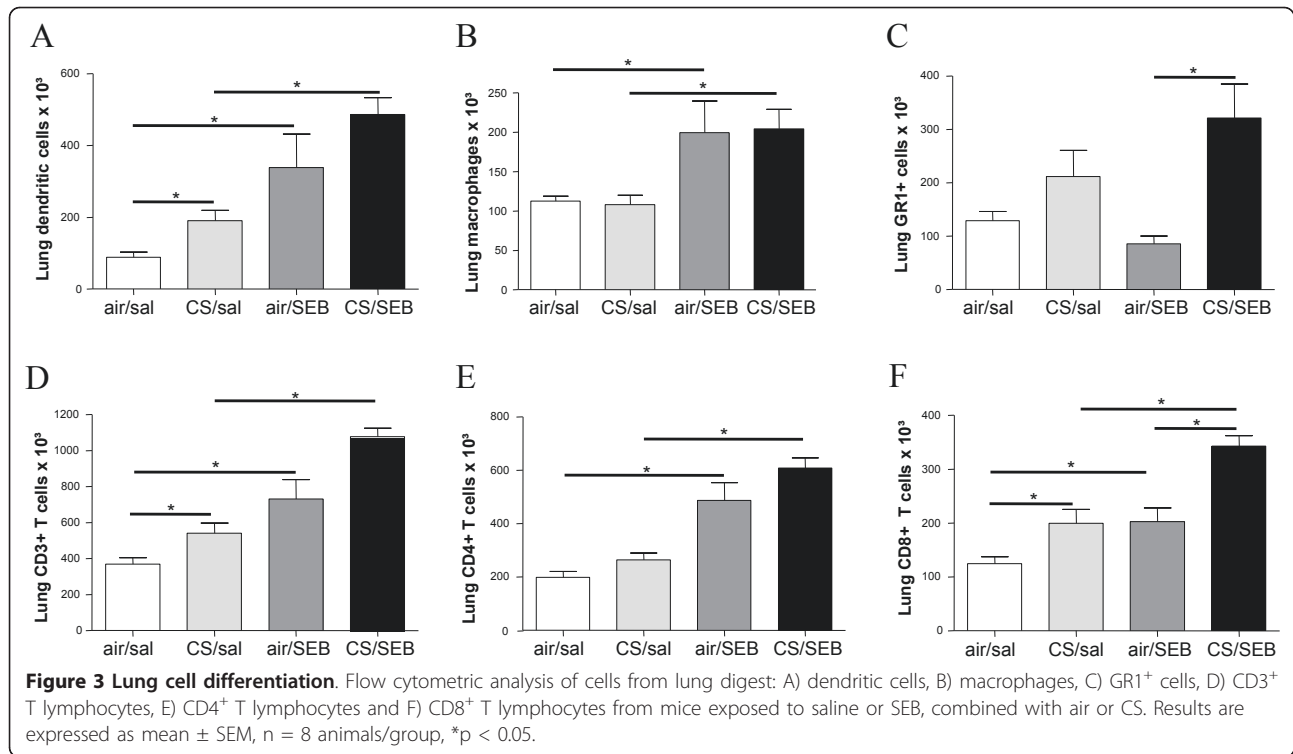 A
B
C
Lung dendritic cells x 10³
600
400
200
0
* * * *
air/sal CS/sal air/SEB CS/SEB
Lung macrophages x 10³
250
200
150
100
50
0
* *
air/sal CS/sal air/SEB CS/SEB
Lung GR1+ cells x 10³
400
300
200
100
0
*
air/sal CS/sal air/SEB CS/SEB
D
E
F
Lung CD3+ T cells x 10³
1200
1000
800
600
400
200
0
* * *
air/sal CS/sal air/SEB CS/SEB
Lung CD4+ T cells x 10³
800
600
400
200
0
* *
air/sal CS/sal air/SEB CS/SEB
Lung CD8+ T cells x 10³
400
300
200
100
0
* * * *
air/sal CS/sal air/SEB CS/SEB
Figure 3 Lung cell differentiation. Flow cytometric analysis of cells from lung digest: A) dendritic cells, B) macrophages, C) GR1⁺ cells, D) CD3⁺
T lymphocytes, E) CD4⁺ T lymphocytes and F) CD8⁺ T lymphocytes from mice exposed to saline or SEB, combined with air or CS. Results are
expressed as mean ± SEM, n = 8 animals/group, *p < 0.05.